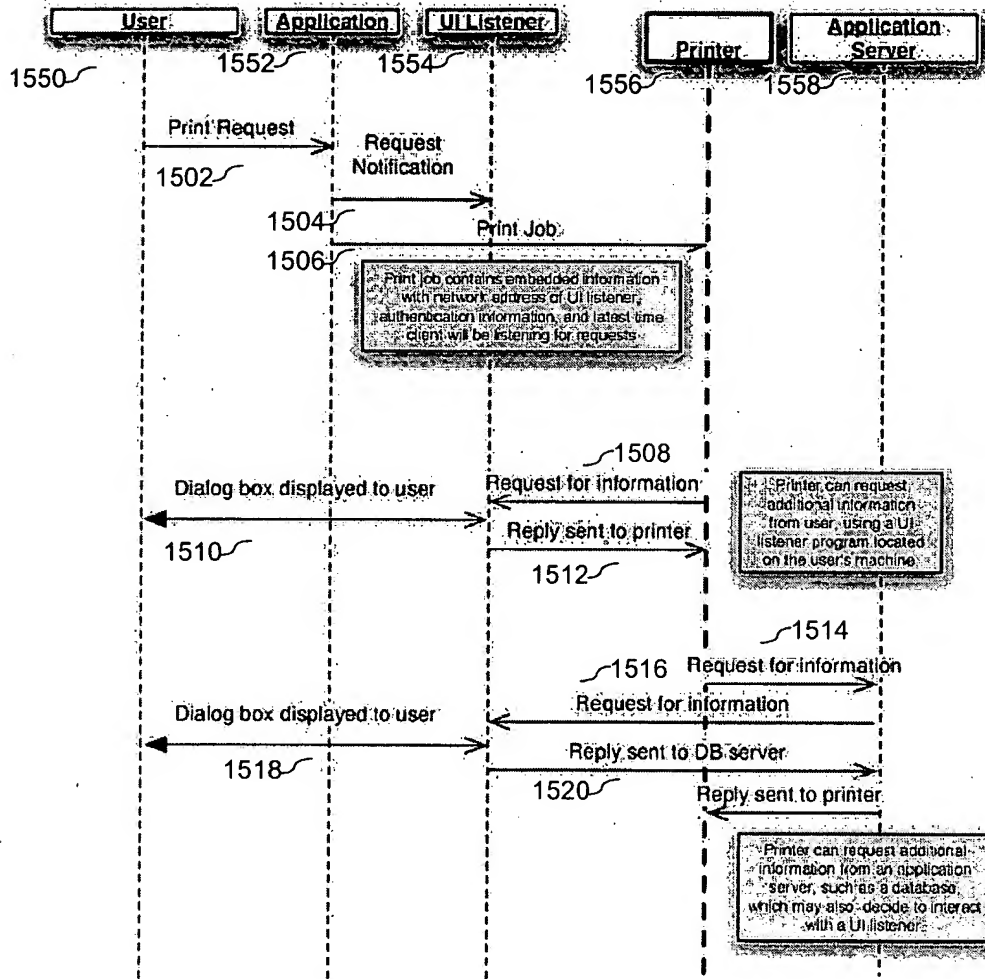 User
Application
UI Listener
Printer
Application
Server
1550
1552
1554
1556
1558
Print Request
1502
Request
Notification
1504
Print Job
1506
Print job contains embedded information
with network address of UI listener,
authentication information, and latest time
client will be listening for requests
1508
Dialog box displayed to user
Request for information
1510
Reply sent to printer
1512
Printer can request
additional information
from user, using a UI
listener program located
on the user's machine
1514
1516
Request for information
Request for information
Dialog box displayed to user
1518
Reply sent to DB server
1520
Reply sent to printer
Printer can request additional
information from an application
server, such as a database,
which may also decide to interact
with a UI listener